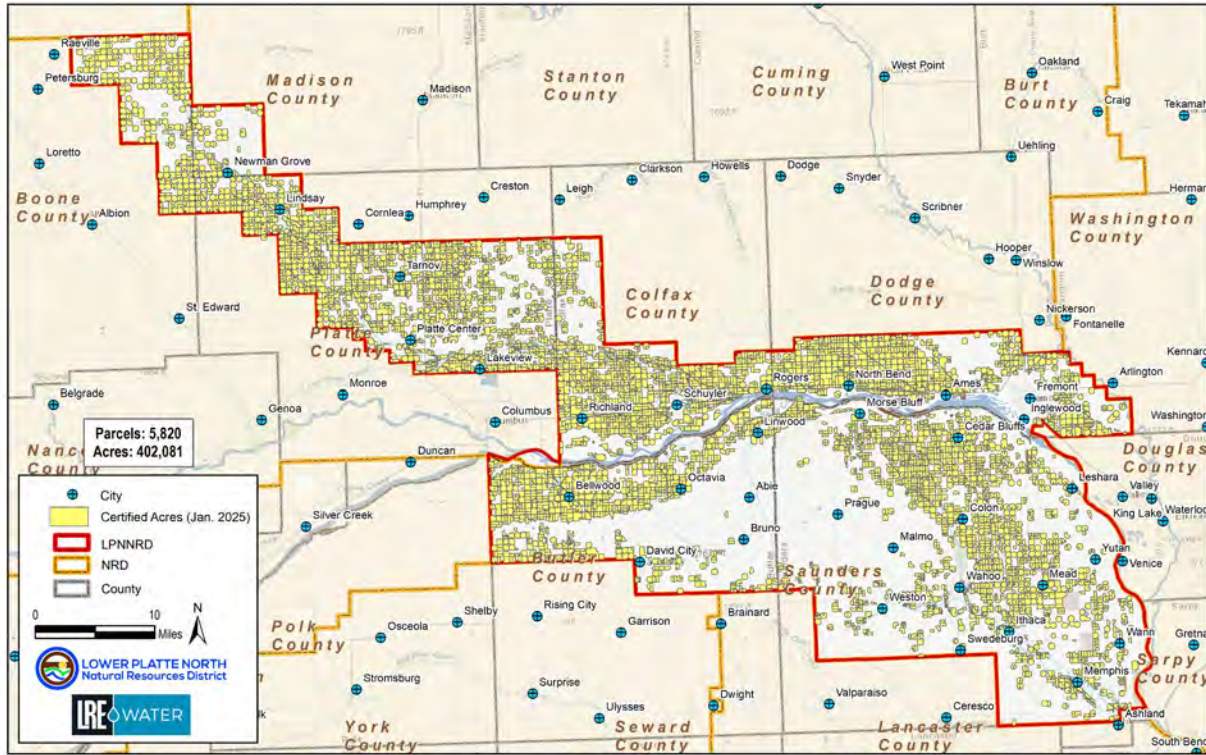 Raeville
Petersburg
Madison
County
Madison
Stanton
County
Cuming
County
West Point
Oakland
Burt
County
Craig
Tekamah
Loretto
Newman Grove
Uehling
Boone
County
Albion
Lindsay
Cornlea
Humphrey
Creston
Leigh
Clarkson
Howells
Dodge
Snyder
Scribner
Washington
County
Herman
Hooper
Winslow
Tarnov
Colfax
County
Dodge
County
St. Edward
Nickerson
Fontanelle
Platte
County
Platte Center
Lakeview
Kennard
Belgrade
Monroe
Genoa
Columbus
Richland
Schuyler
Rogers
North Bend
Ames
Fremont
Arlington
Inglewood
Morse Bluff
Linwood
Cedar Bluffs
Washington
Parcels: 5,820
Acres: 402,081
Nance
County
Duncan
Douglas
County
Bellwood
Octavia
Abie
Leshara
Valley
King Lake
Waterloo
Silver Creek
Prague
Colon
Bruno
Malmo
David City
Yutan
Venice
Butler
County
Saunders
County
Wahoo
Mead
Weston
Shelby
Rising City
Brainard
Ithaca
Polk
County
Osceola
Garrison
Swedeburg
Wann
Gretna
Sarpy
County
Stromsburg
Surprise
Dwight
Valparaiso
Memphis
Ulysses
Ceresco
Ashland
York
County
Seward
County
Lancaster
County
South Bend
City
Certified Acres (Jan. 2025)
LPNNRD
NRD
County
0 10
Miles
N
LOWER PLATTE NORTH
Natural Resources District
LRE WATER